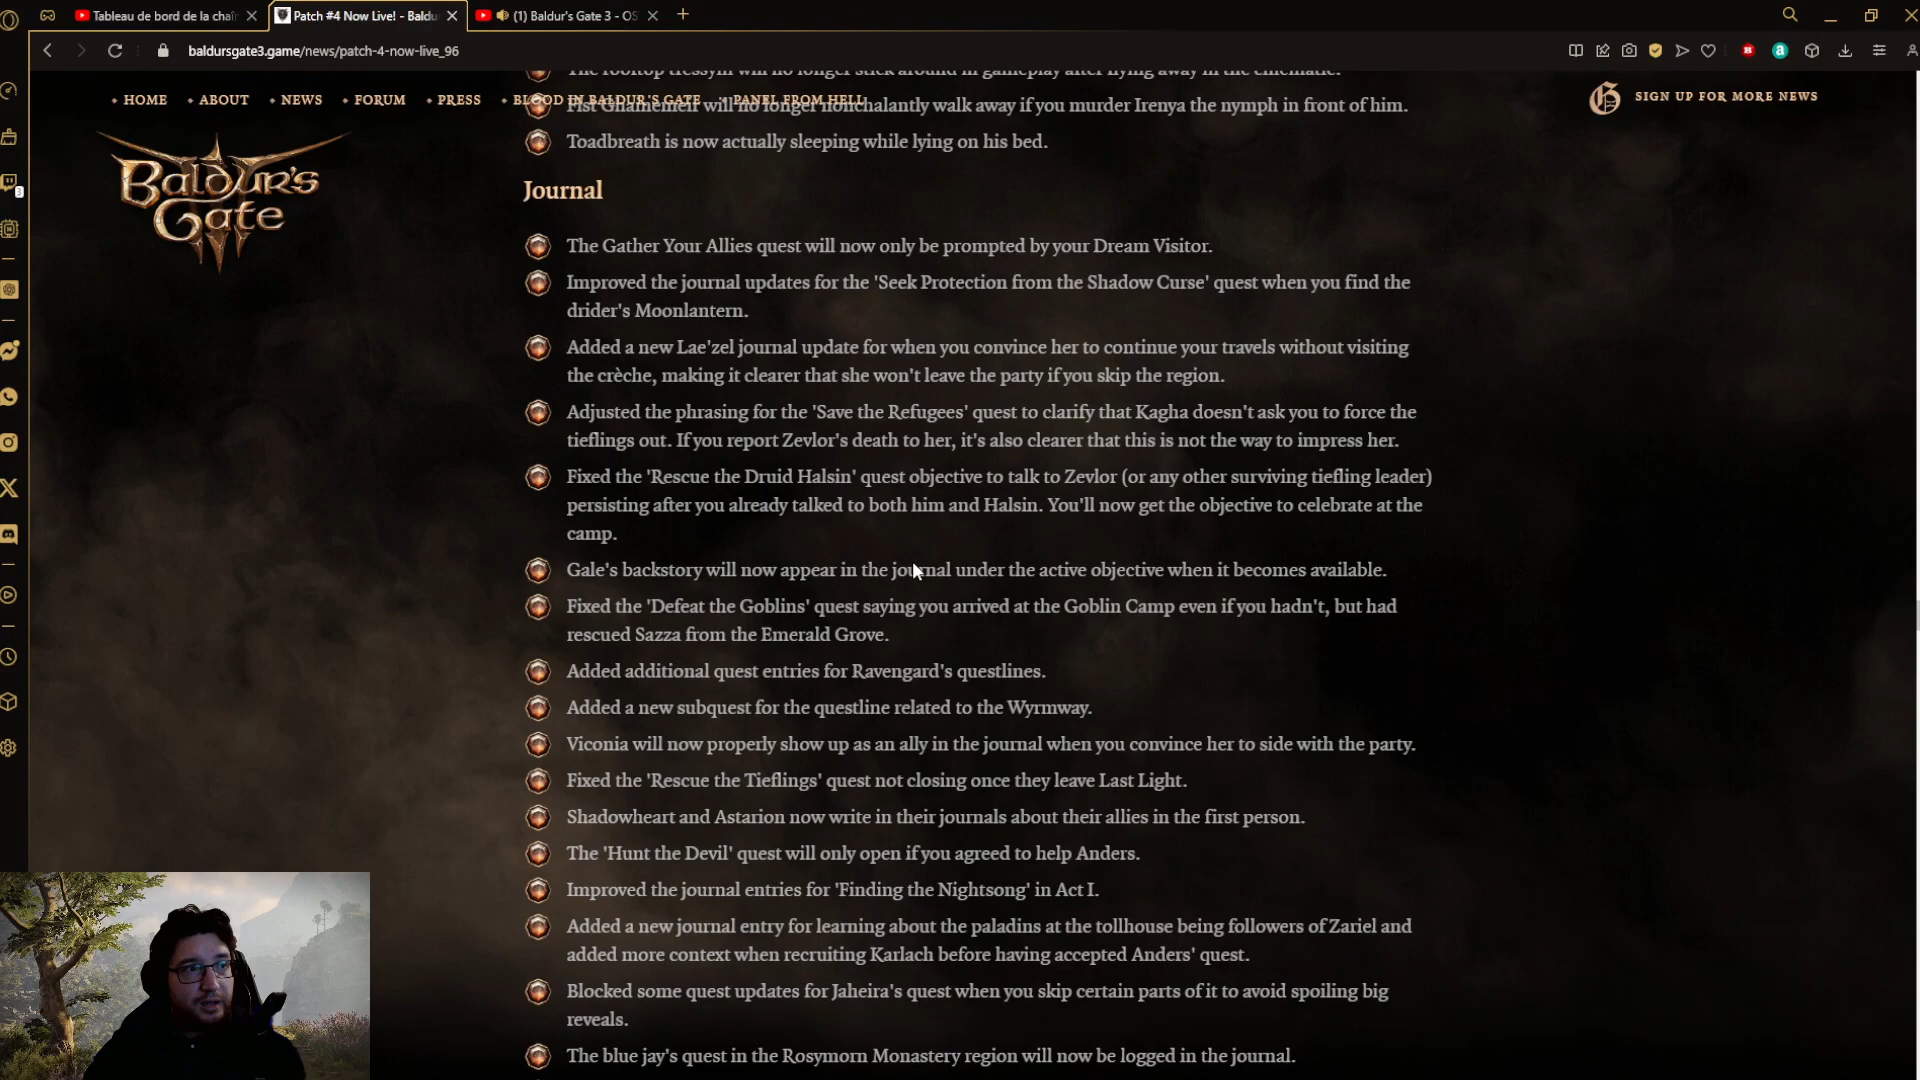 Tableau de bord de la chaîn
Patch #4 Now Live! - Baldu
(1) Baldur's Gate 3 - OS
baldursgate3.game/news/patch-4-now-live_96
The rooftop tressym will no longer stick around in gameplay after flying away in the cinematic.
HOME
ABOUT
NEWS
FORUM
PRESS
BLOOD IN BALDUR'S GATE
PANEL FROM HELL
SIGN UP FOR MORE NEWS
will no longer nonchalantly walk away if you murder Irenya the nymph in front of him.
Baldur's
Gate
Toadbreath is now actually sleeping while lying on his bed.
3
Journal
The Gather Your Allies quest will now only be prompted by your Dream Visitor.
Improved the journal updates for the 'Seek Protection from the Shadow Curse' quest when you find the
drider's Moonlantern.
Added a new Lae'zel journal update for when you convince her to continue your travels without visiting
the crèche, making it clearer that she won't leave the party if you skip the region.
Adjusted the phrasing for the 'Save the Refugees' quest to clarify that Kagha doesn't ask you to force the
tieflings out. If you report Zevlor's death to her, it's also clearer that this is not the way to impress her.
Fixed the 'Rescue the Druid Halsin' quest objective to talk to Zevlor (or any other surviving tiefling leader)
persisting after you already talked to both him and Halsin. You'll now get the objective to celebrate at the
camp.
Gale's backstory will now appear in the journal under the active objective when it becomes available.
Fixed the 'Defeat the Goblins' quest saying you arrived at the Goblin Camp even if you hadn't, but had
rescued Sazza from the Emerald Grove.
Added additional quest entries for Ravengard's questlines.
Added a new subquest for the questline related to the Wyrmway.
Viconia will now properly show up as an ally in the journal when you convince her to side with the party.
Fixed the 'Rescue the Tieflings' quest not closing once they leave Last Light.
Shadowheart and Astarion now write in their journals about their allies in the first person.
The 'Hunt the Devil' quest will only open if you agreed to help Anders.
Improved the journal entries for 'Finding the Nightsong' in Act I.
Added a new journal entry for learning about the paladins at the tollhouse being followers of Zariel and
added more context when recruiting Karlach before having accepted Anders' quest.
Blocked some quest updates for Jaheira's quest when you skip certain parts of it to avoid spoiling big
reveals.
The blue jay's quest in the Rosymorn Monastery region will now be logged in the journal.